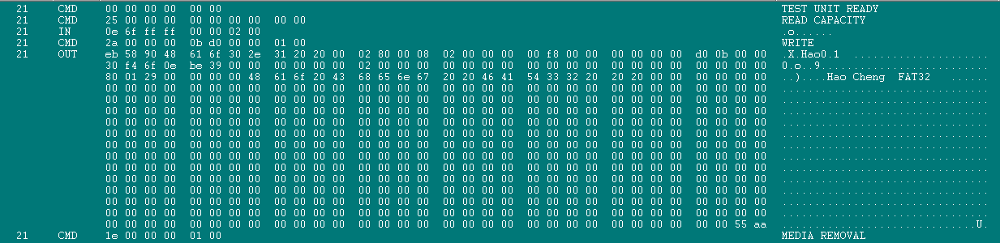 21 CMD 00 00 00 00 00 00 TEST UNIT READY
21 CMD 25 00 00 00 00 00 00 00 00 00 READ CAPACITY
21 IN 0e 6f ff ff 00 00 02 00 .o......
21 CMD 2a 00 00 00 0b d0 00 00 01 00 WRITE
21 OUT eb 58 90 48 61 6f 30 2e 31 20 20 00 02 80 00 08 02 00 00 00 00 f8 00 00 00 00 00 00 d0 0b 00 00 .X.Hao0.1  .....................
30 f4 6f 0e be 39 00 00 00 00 00 00 02 00 00 00 00 00 00 00 00 00 00 00 00 00 00 00 00 00 00 00 0.o..9..........................
80 01 29 00 00 00 00 48 61 6f 20 43 68 65 6e 67 20 20 46 41 54 33 32 20 20 20 00 00 00 00 00 00 ..)....Hao Cheng  FAT32   ......
00 00 00 00 00 00 00 00 00 00 00 00 00 00 00 00 00 00 00 00 00 00 00 00 00 00 00 00 00 00 00 00 ................................
00 00 00 00 00 00 00 00 00 00 00 00 00 00 00 00 00 00 00 00 00 00 00 00 00 00 00 00 00 00 00 00 ................................
00 00 00 00 00 00 00 00 00 00 00 00 00 00 00 00 00 00 00 00 00 00 00 00 00 00 00 00 00 00 00 00 ................................
00 00 00 00 00 00 00 00 00 00 00 00 00 00 00 00 00 00 00 00 00 00 00 00 00 00 00 00 00 00 00 00 ................................
00 00 00 00 00 00 00 00 00 00 00 00 00 00 00 00 00 00 00 00 00 00 00 00 00 00 00 00 00 00 00 00 ................................
00 00 00 00 00 00 00 00 00 00 00 00 00 00 00 00 00 00 00 00 00 00 00 00 00 00 00 00 00 00 00 00 ................................
00 00 00 00 00 00 00 00 00 00 00 00 00 00 00 00 00 00 00 00 00 00 00 00 00 00 00 00 00 00 00 00 ................................
00 00 00 00 00 00 00 00 00 00 00 00 00 00 00 00 00 00 00 00 00 00 00 00 00 00 00 00 00 00 00 00 ................................
00 00 00 00 00 00 00 00 00 00 00 00 00 00 00 00 00 00 00 00 00 00 00 00 00 00 00 00 00 00 00 00 ................................
00 00 00 00 00 00 00 00 00 00 00 00 00 00 00 00 00 00 00 00 00 00 00 00 00 00 00 00 00 00 00 00 ................................
00 00 00 00 00 00 00 00 00 00 00 00 00 00 00 00 00 00 00 00 00 00 00 00 00 00 00 00 00 00 00 00 ................................
00 00 00 00 00 00 00 00 00 00 00 00 00 00 00 00 00 00 00 00 00 00 00 00 00 00 00 00 00 00 00 00 ................................
00 00 00 00 00 00 00 00 00 00 00 00 00 00 00 00 00 00 00 00 00 00 00 00 00 00 00 00 00 00 55 aa ..............................U.
21 CMD 1e 00 00 00 01 00 MEDIA REMOVAL